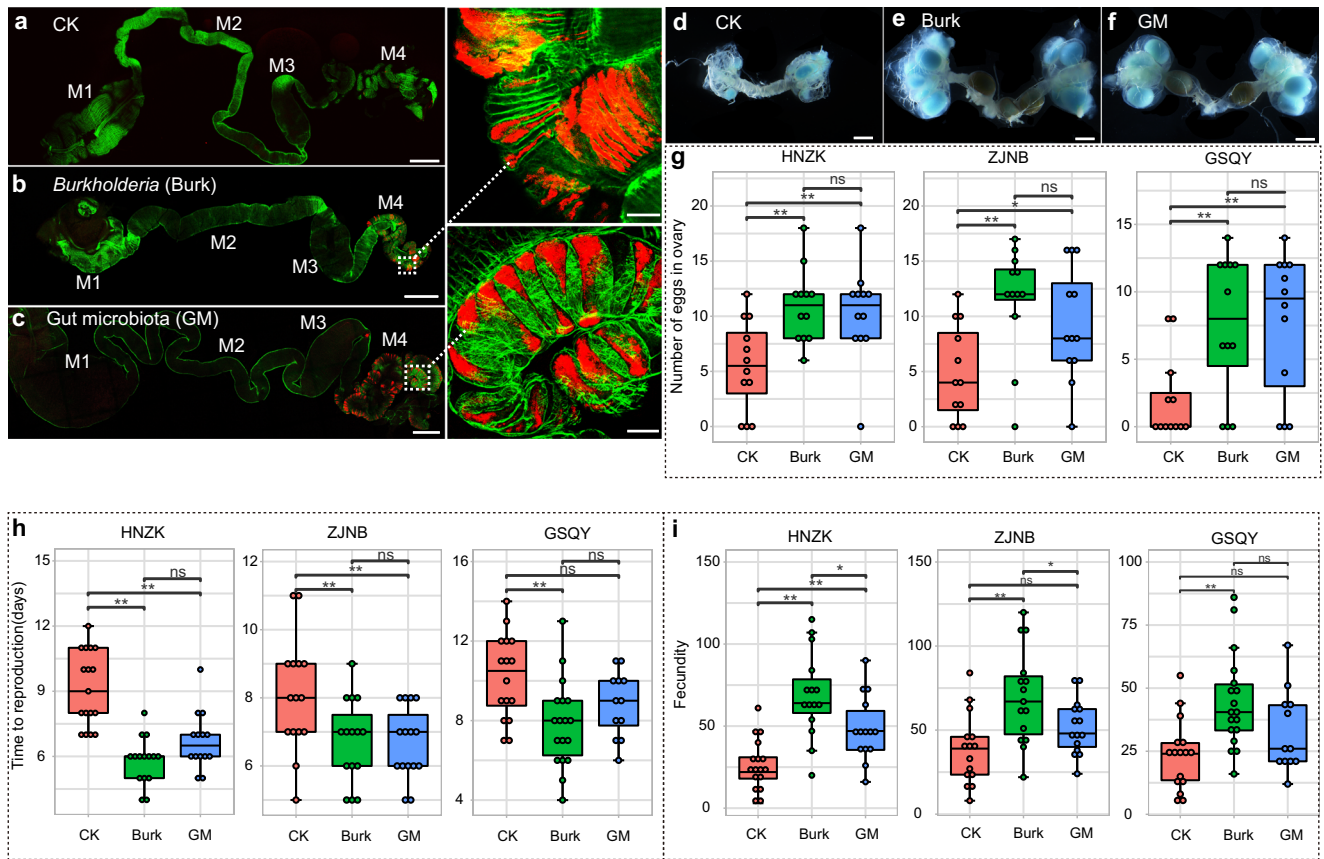 a
CK
M1
M2
M3
M4
b
Burkholderia (Burk)
M1
M2
M3
M4
c
Gut microbiota (GM)
M1
M2
M3
M4
d
CK
e
Burk
f
GM
g
HNZK
ZJNB
GSQY
Number of eggs in ovary
20
15
10
5
0
ns
**
**
CK
Burk
GM
20
15
10
5
0
ns
*
**
CK
Burk
GM
15
10
5
0
ns
**
**
CK
Burk
GM
h
HNZK
ZJNB
GSQY
Time to reproduction(days)
15
12
9
6
ns
**
**
CK
Burk
GM
12
10
8
6
ns
**
**
CK
Burk
GM
16
12
8
4
ns
ns
**
CK
Burk
GM
i
HNZK
ZJNB
GSQY
Fecundity
150
100
50
0
*
**
**
CK
Burk
GM
150
100
50
0
*
ns
**
CK
Burk
GM
100
75
50
25
0
ns
ns
**
CK
Burk
GM